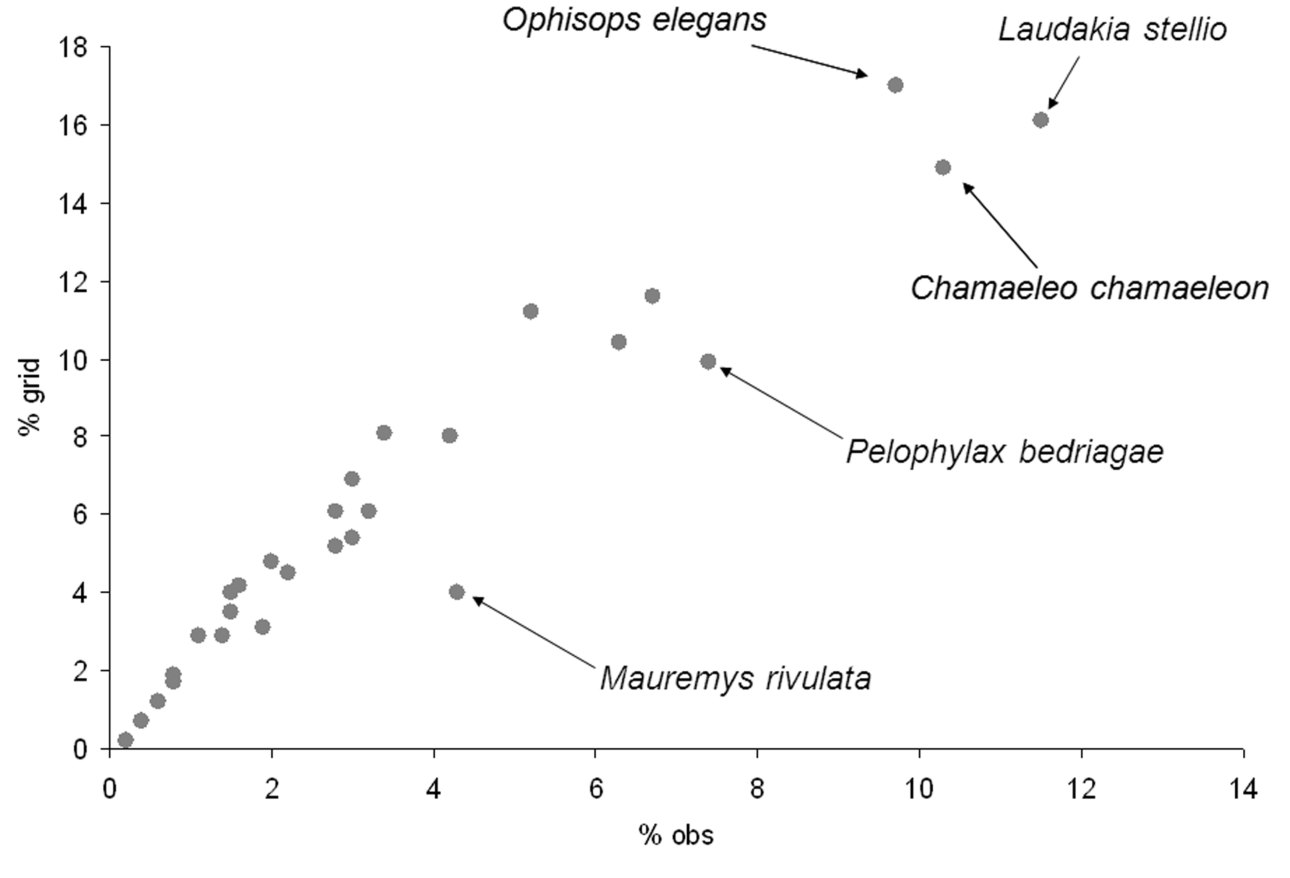 Ophisops elegans
Laudakia stellio
18
16
14
12
Chamaeleo chamaeleon
10
% grid
Pelophylax bedriagae
8
6
4
Mauremys rivulata
2
0
0 2 4 6 8 10 12 14
% obs